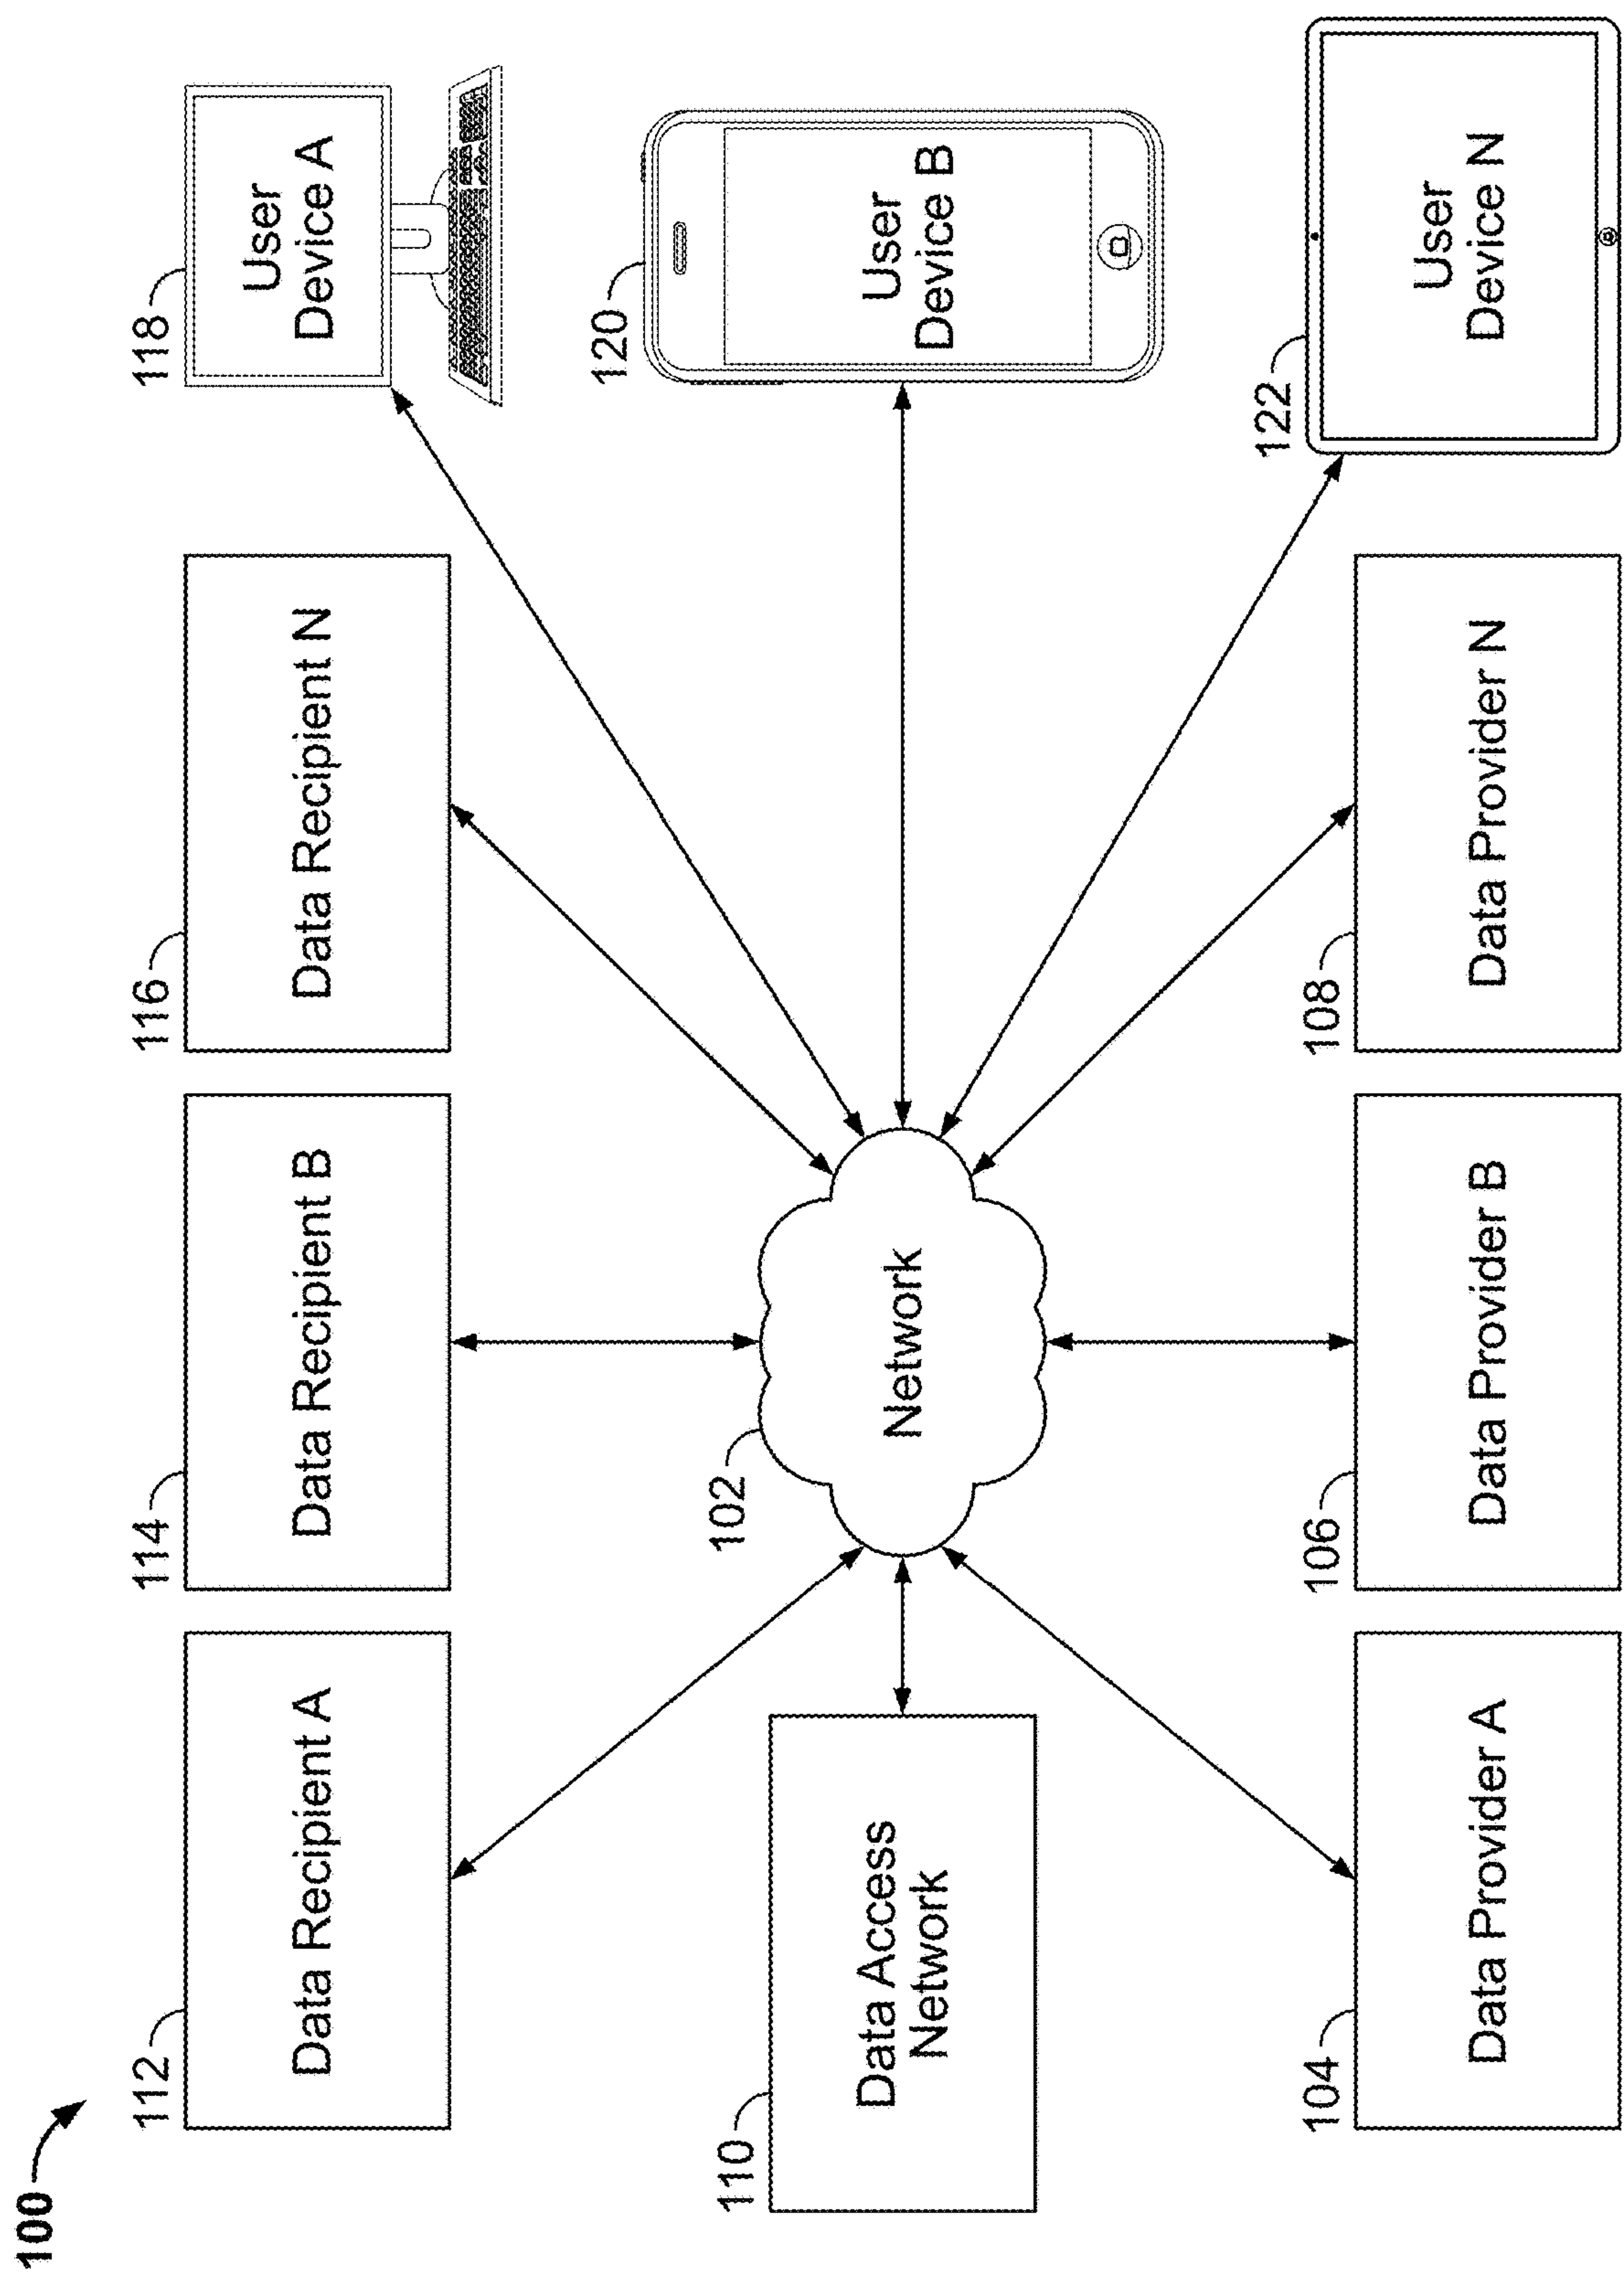 100
112
Data Recipient A
114
Data Recipient B
116
Data Recipient N
118
User
Device A
110
Data Access
Network
102
Network
120
User
Device B
104
Data Provider A
106
Data Provider B
108
Data Provider N
122
User
Device N